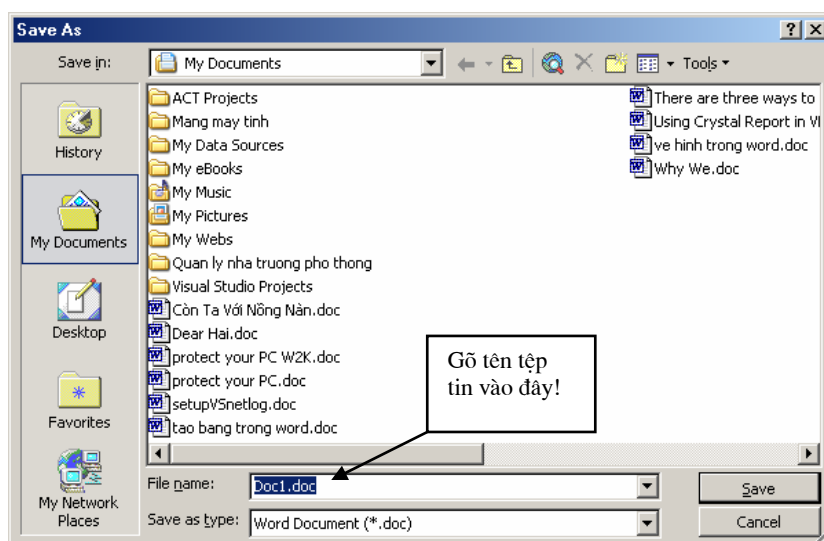 Save As
Save in:
My Documents
Tools
History
My Documents
Desktop
Favorites
My Network
Places
ACT Projects
Mang may tinh
My Data Sources
My eBooks
My Music
My Pictures
My Webs
Quan ly nha truong pho thong
Visual Studio Projects
Còn Ta Với Nồng Nàn.doc
Dear Hai.doc
protect your PC W2K.doc
protect your PC.doc
setupVSnetlog.doc
tao bang trong word.doc
There are three ways to
Using Crystal Report in
ve hinh trong word.doc
Why We.doc
Gõ tên tệp
tin vào đây!
File name:
Doc1.doc
Save
Save as type:
Word Document (*.doc)
Cancel